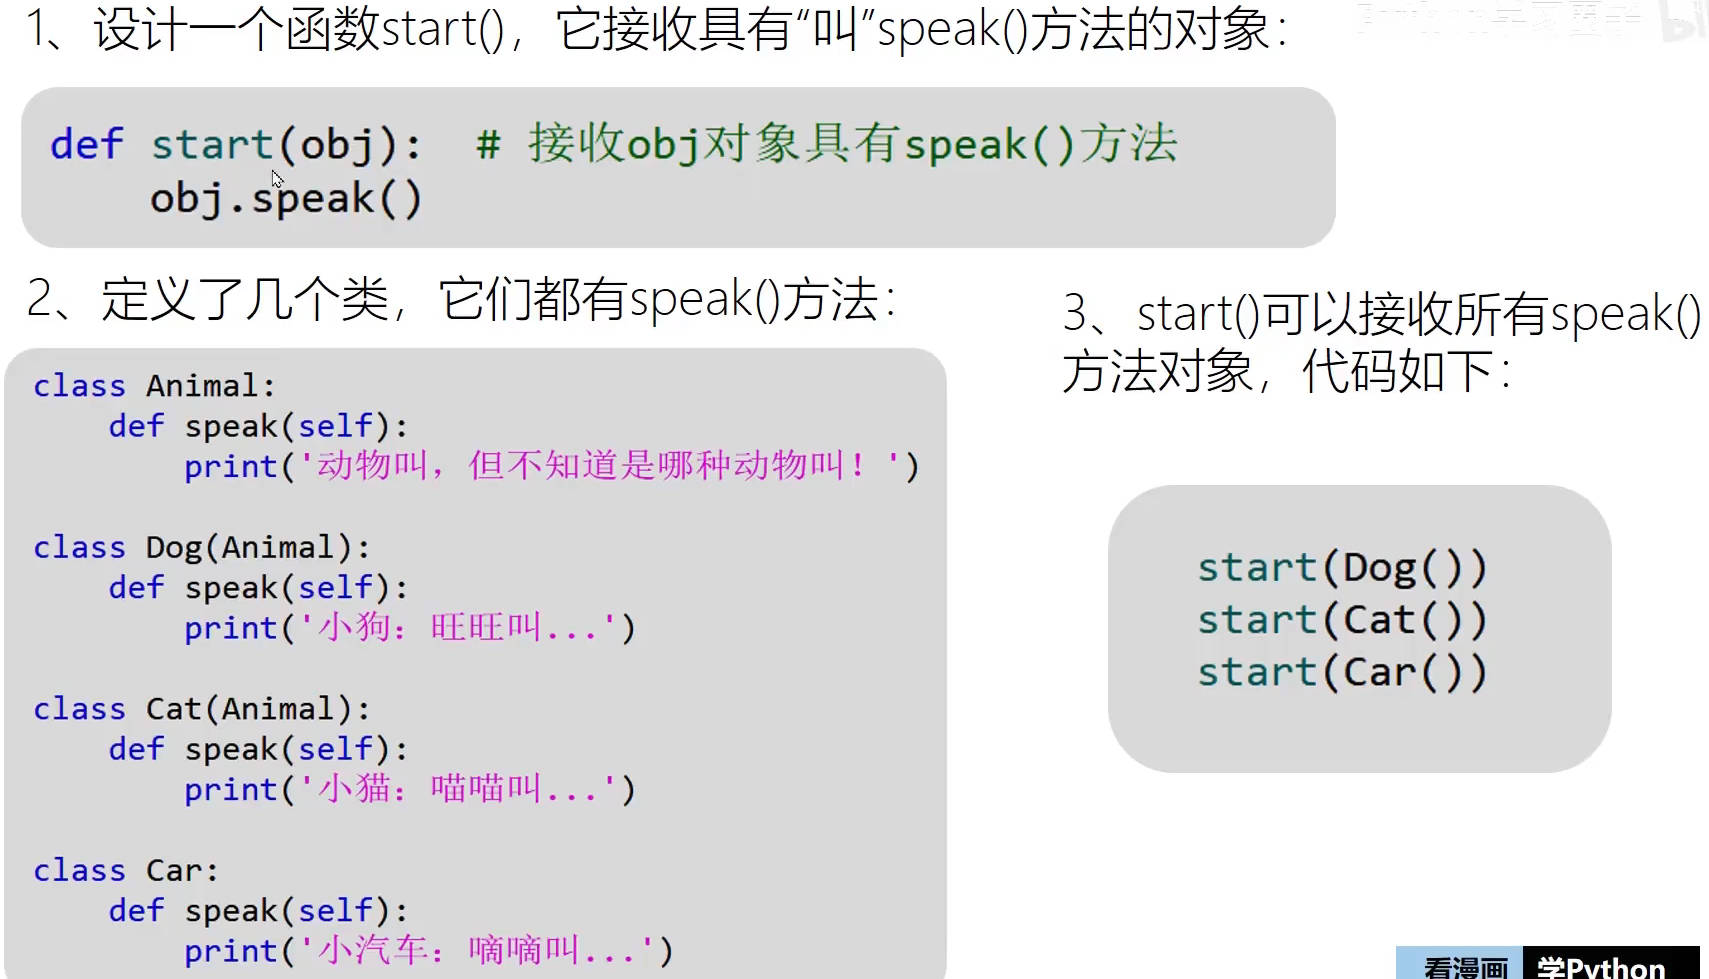 1、设计一个函数start()，它接收具有“叫”speak()方法的对象：
def start(obj):  # 接收obj对象具有speak()方法
    obj.speak()
2、定义了几个类，它们都有speak()方法：
class Animal:
    def speak(self):
        print('动物叫，但不知道是哪种动物叫！')
class Dog(Animal):
    def speak(self):
        print('小狗：旺旺叫...')
class Cat(Animal):
    def speak(self):
        print('小猫：喵喵叫...')
class Car:
    def speak(self):
        print('小汽车：嘀嘀叫...')
3、start()可以接收所有speak()
方法对象，代码如下：
start(Dog())
start(Cat())
start(Car())
看漫画 学Python